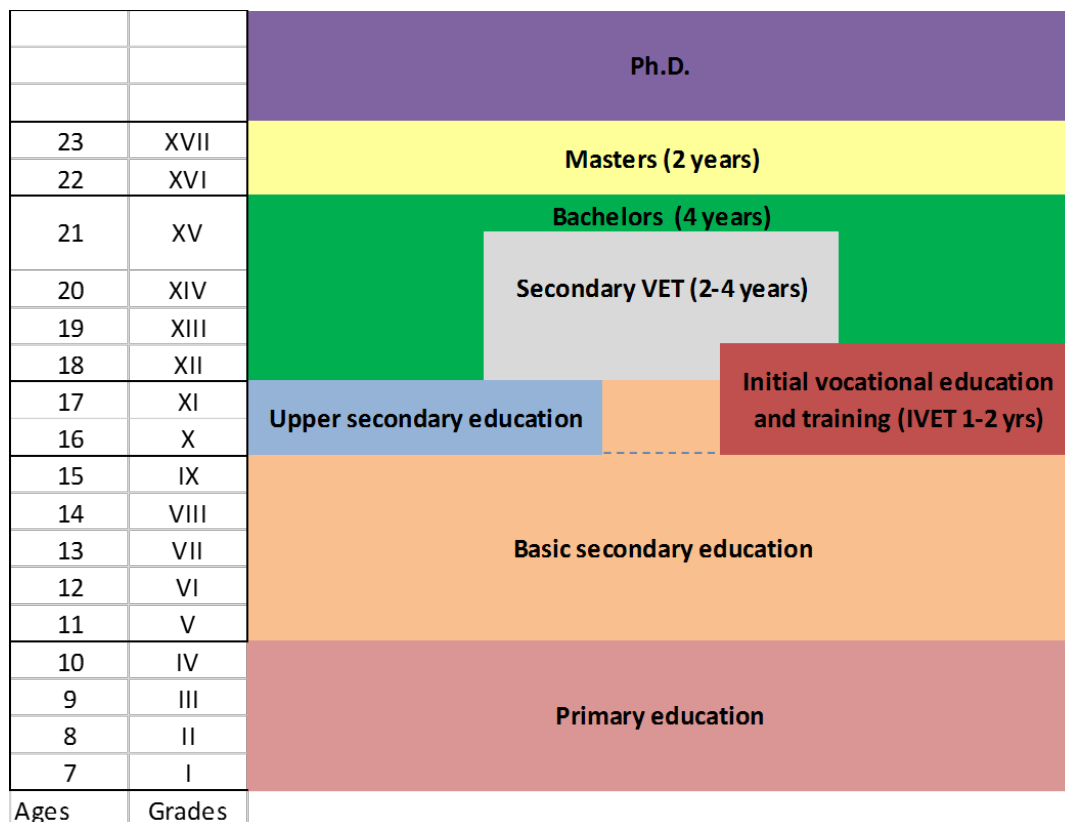 Ph.D.
23 XVII
Masters (2 years)
22 XVI
Bachelors (4 years)
21 XV
Secondary VET (2-4 years)
20 XIV
19 XIII
18 XII
Initial vocational education
and training (IVET 1-2 yrs)
17 XI
Upper secondary education
16 X
15 IX
14 VIII
13 VII
Basic secondary education
12 VI
11 V
10 IV
9 III
Primary education
8 II
7 I
Ages Grades